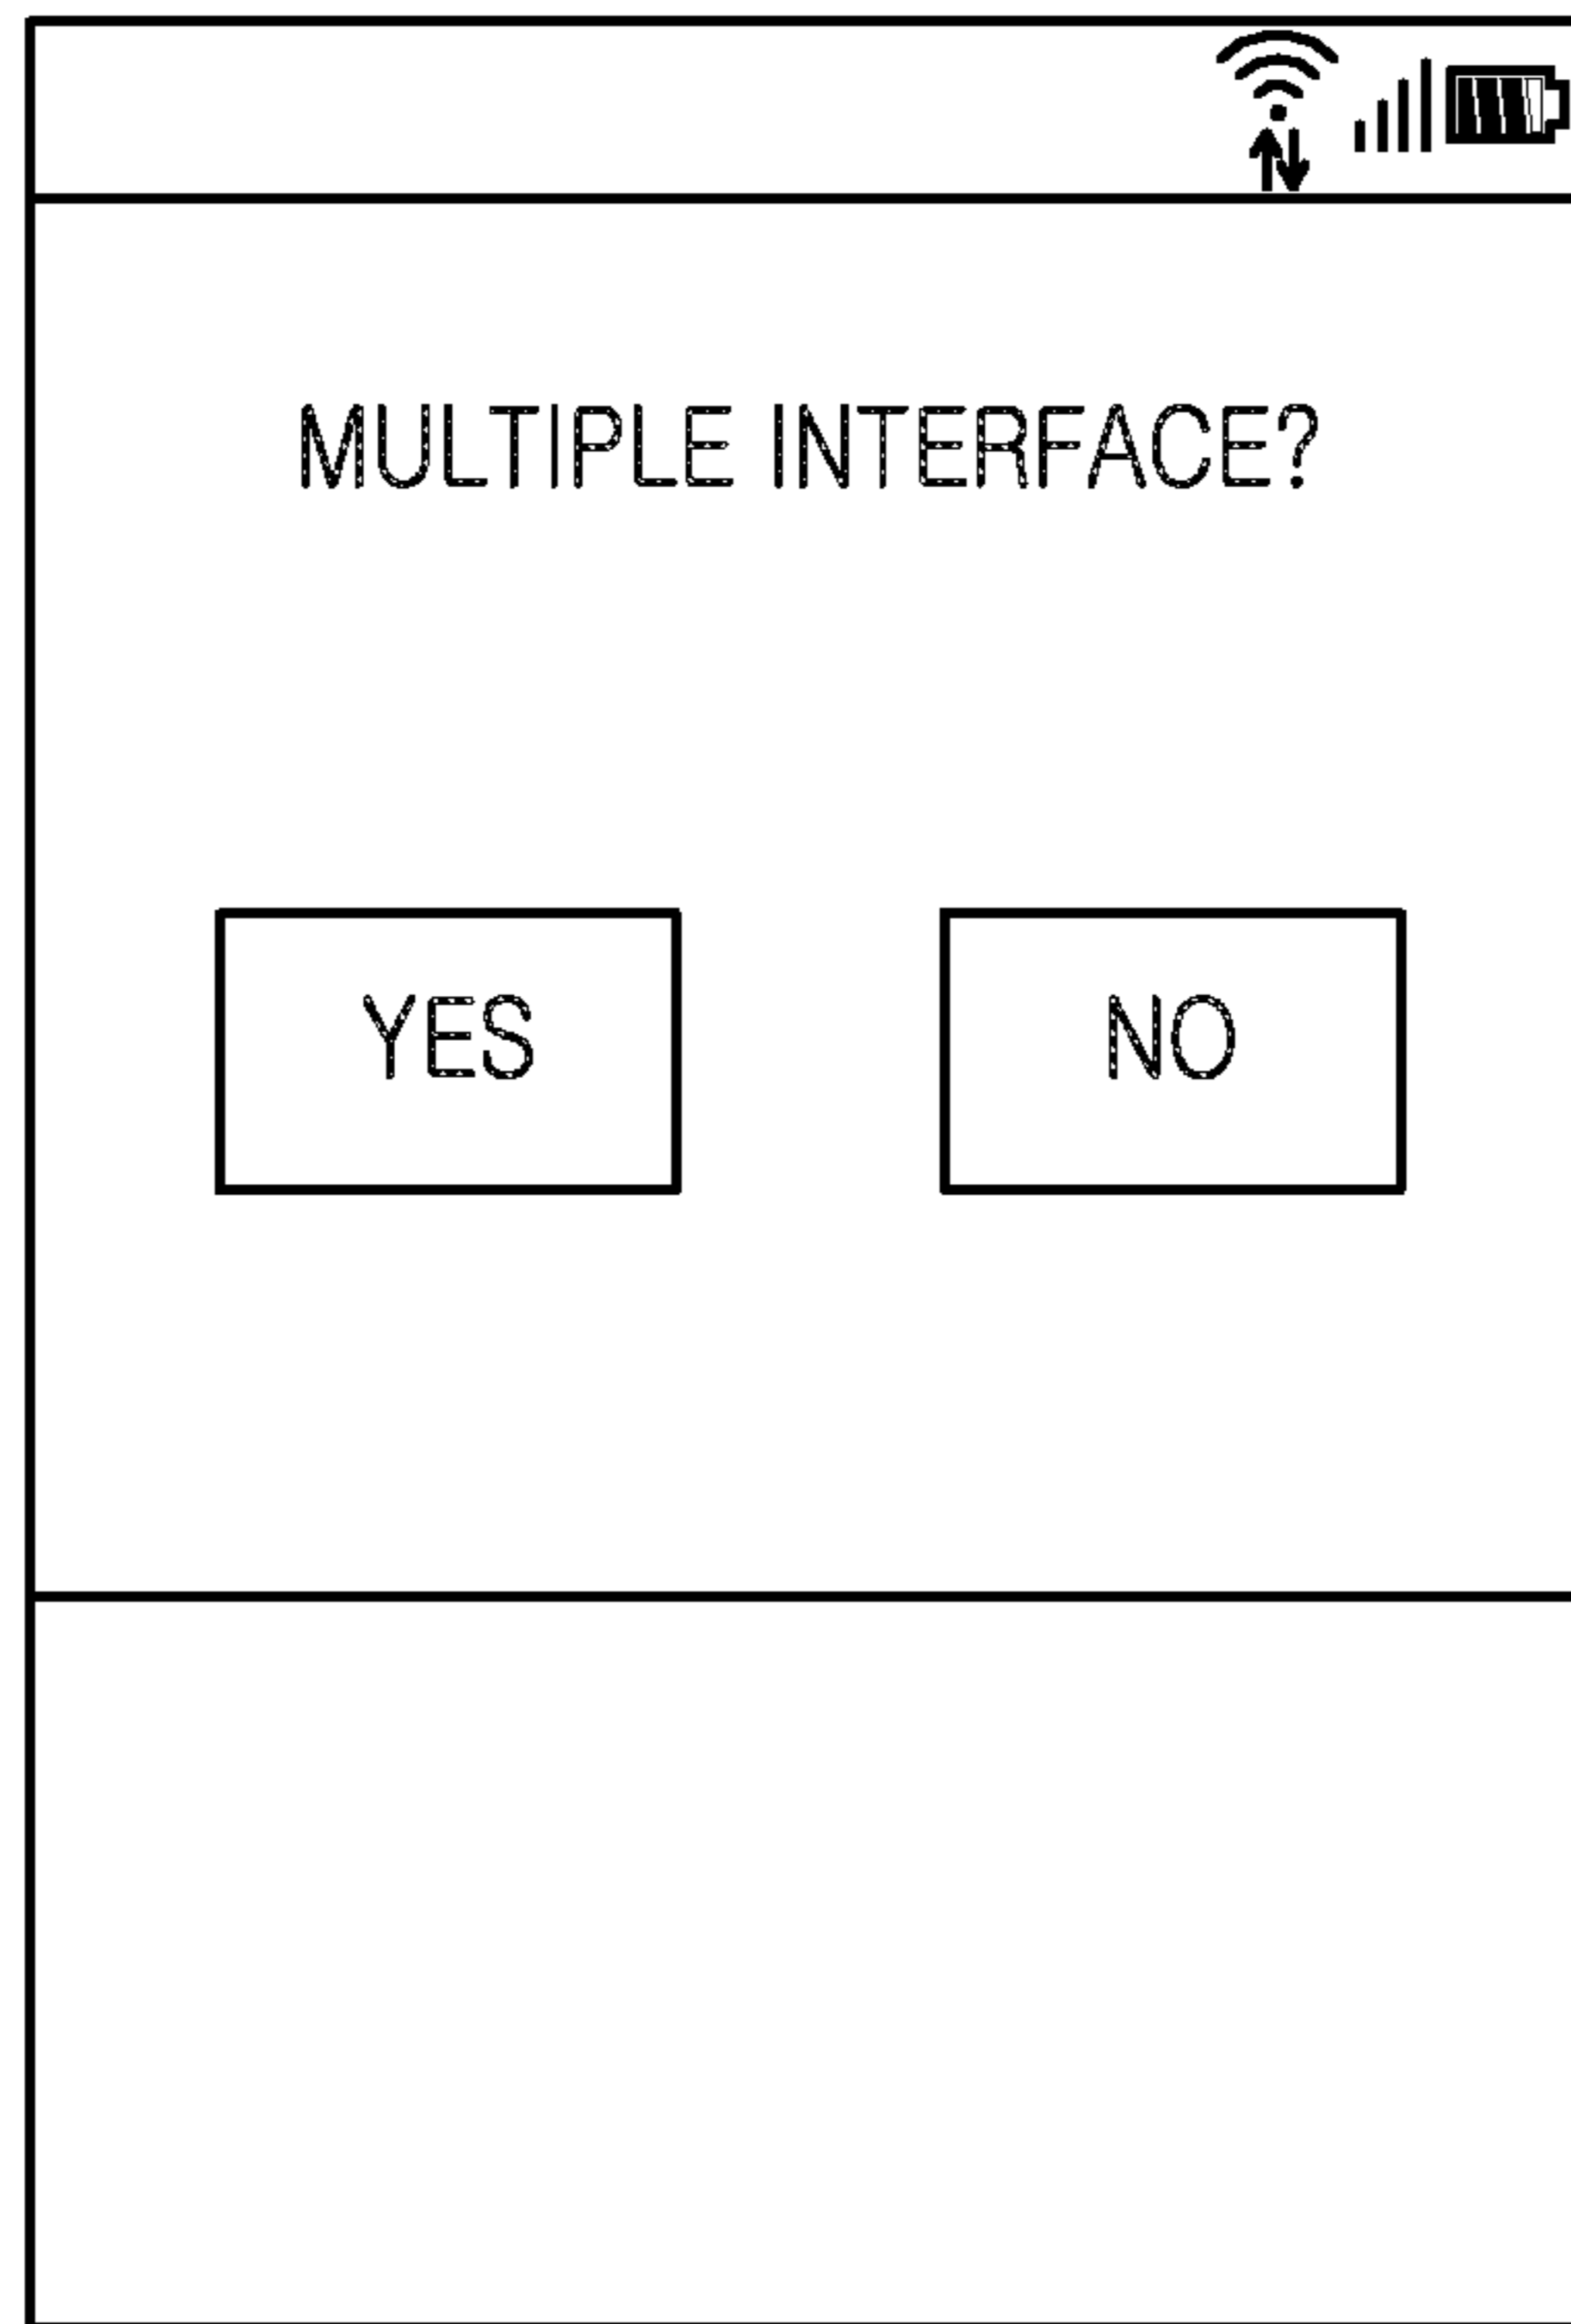 MULTIPLE INTERFACE?
YES NO